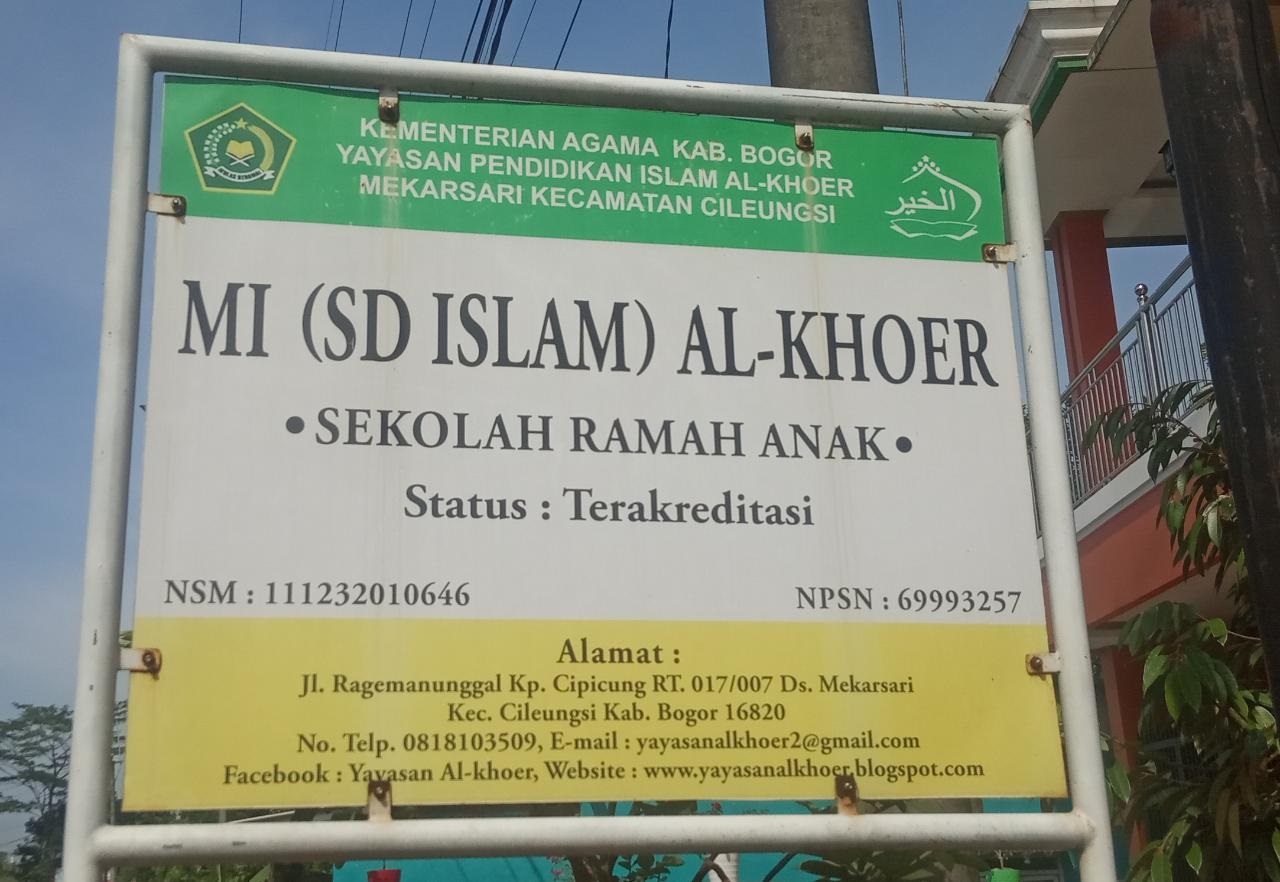 KEMENTERIAN AGAMA KAB. BOGOR
YAYASAN PENDIDIKAN ISLAM AL-KHOER
MEKARSARI KECAMATAN CILEUNGSI
الخير
MI (SD ISLAM) AL-KHOER
• SEKOLAH RAMAH ANAK •
Status : Terakreditasi
NSM : 111232010646
NPSN : 69993257
Alamat :
Jl. Ragemanunggal Kp. Cipicung RT. 017/007 Ds. Mekarsari
Kec. Cileungsi Kab. Bogor 16820
No. Telp. 0818103509, E-mail : yayasanalkhoer2@gmail.com
Facebook : Yayasan Al-khoer, Website : www.yayasanalkhoer.blogspot.com